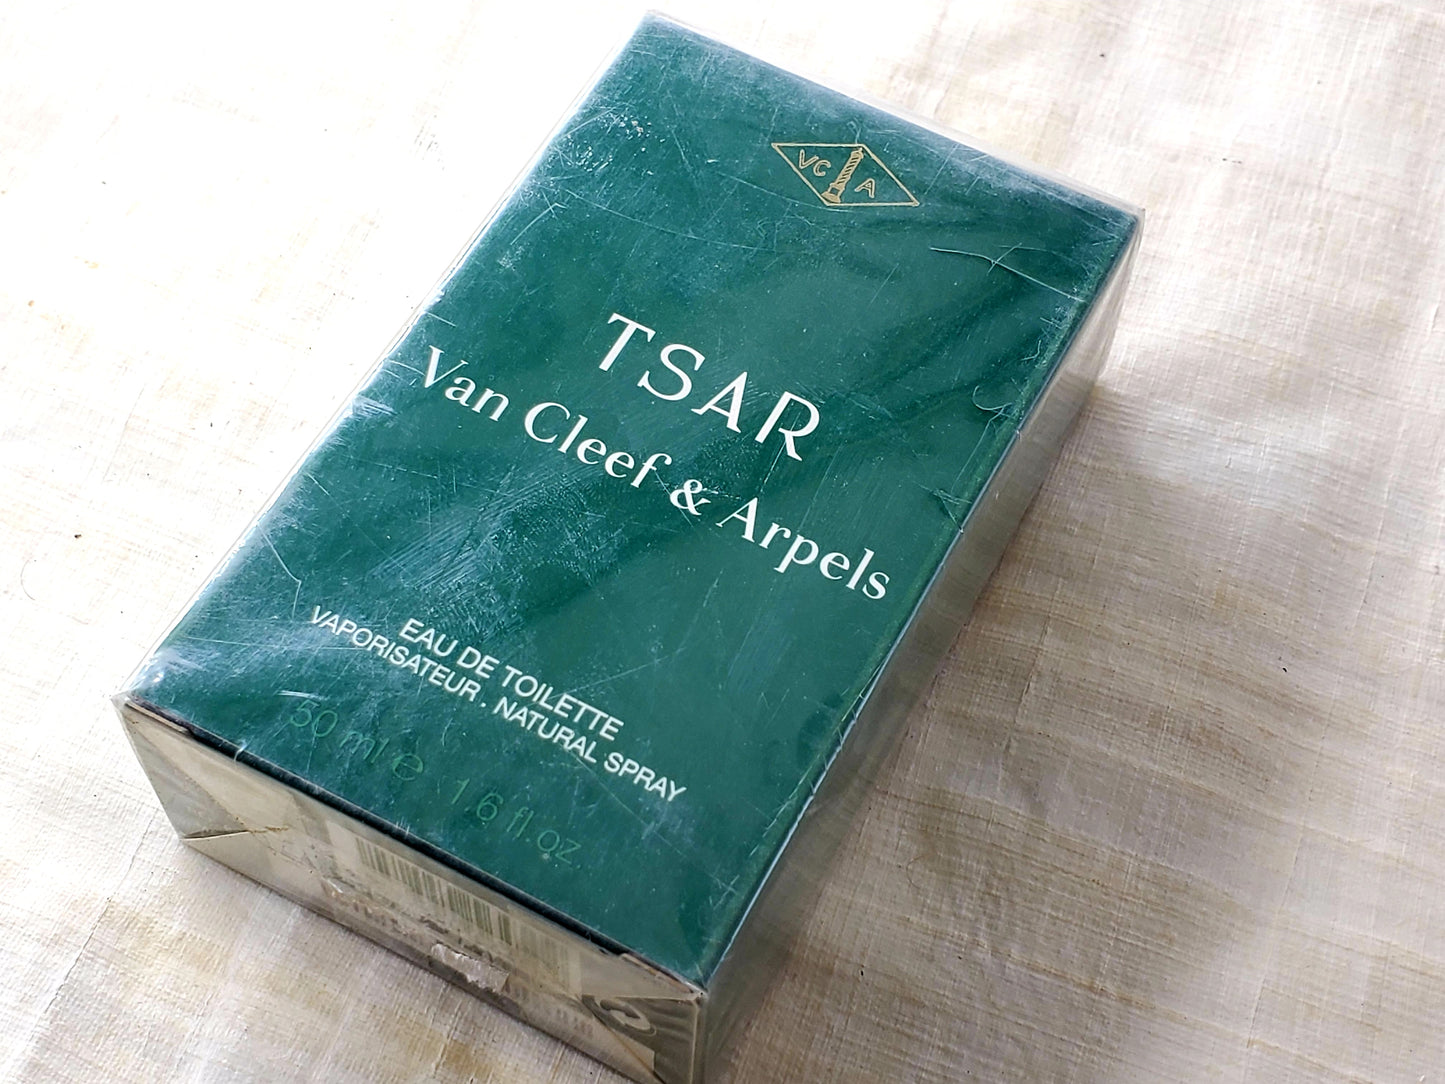 VC A
TSAR
Van Cleef & Arpels
EAU DE TOILETTE
VAPORISATEUR . NATURAL SPRAY
50 ml e 1.6 fl.oz.